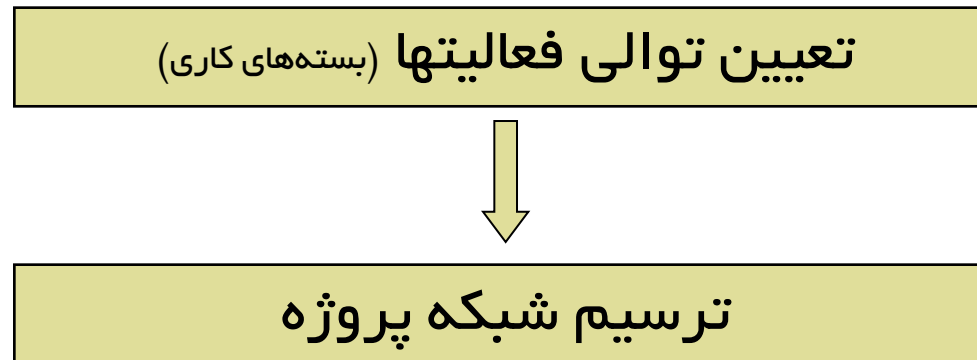 تعیین توالی فعالیتها (بسته‌های کاری)
ترسیم شبکه پروژه